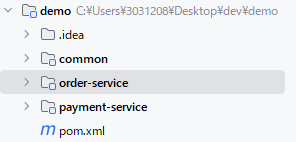 demo C:¥Users¥3031208¥Desktop¥dev¥demo
.idea
common
order-service
payment-service
pom.xml